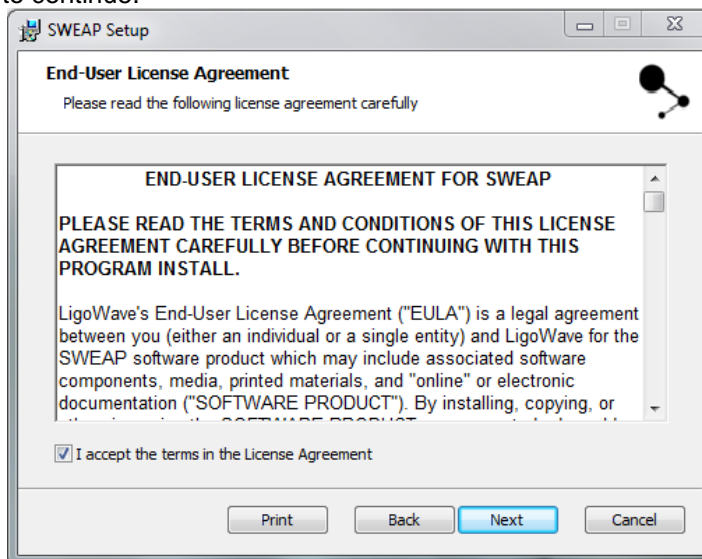 to continue.
SWEAP Setup
End-User License Agreement
Please read the following license agreement carefully
END-USER LICENSE AGREEMENT FOR SWEAP
PLEASE READ THE TERMS AND CONDITIONS OF THIS LICENSE
AGREEMENT CAREFULLY BEFORE CONTINUING WITH THIS
PROGRAM INSTALL.
LigoWave's End-User License Agreement ("EULA") is a legal agreement
between you (either an individual or a single entity) and LigoWave for the
SWEAP software product which may include associated software
components, media, printed materials, and "online" or electronic
documentation ("SOFTWARE PRODUCT"). By installing, copying, or
I accept the terms in the License Agreement
Print Back Next Cancel